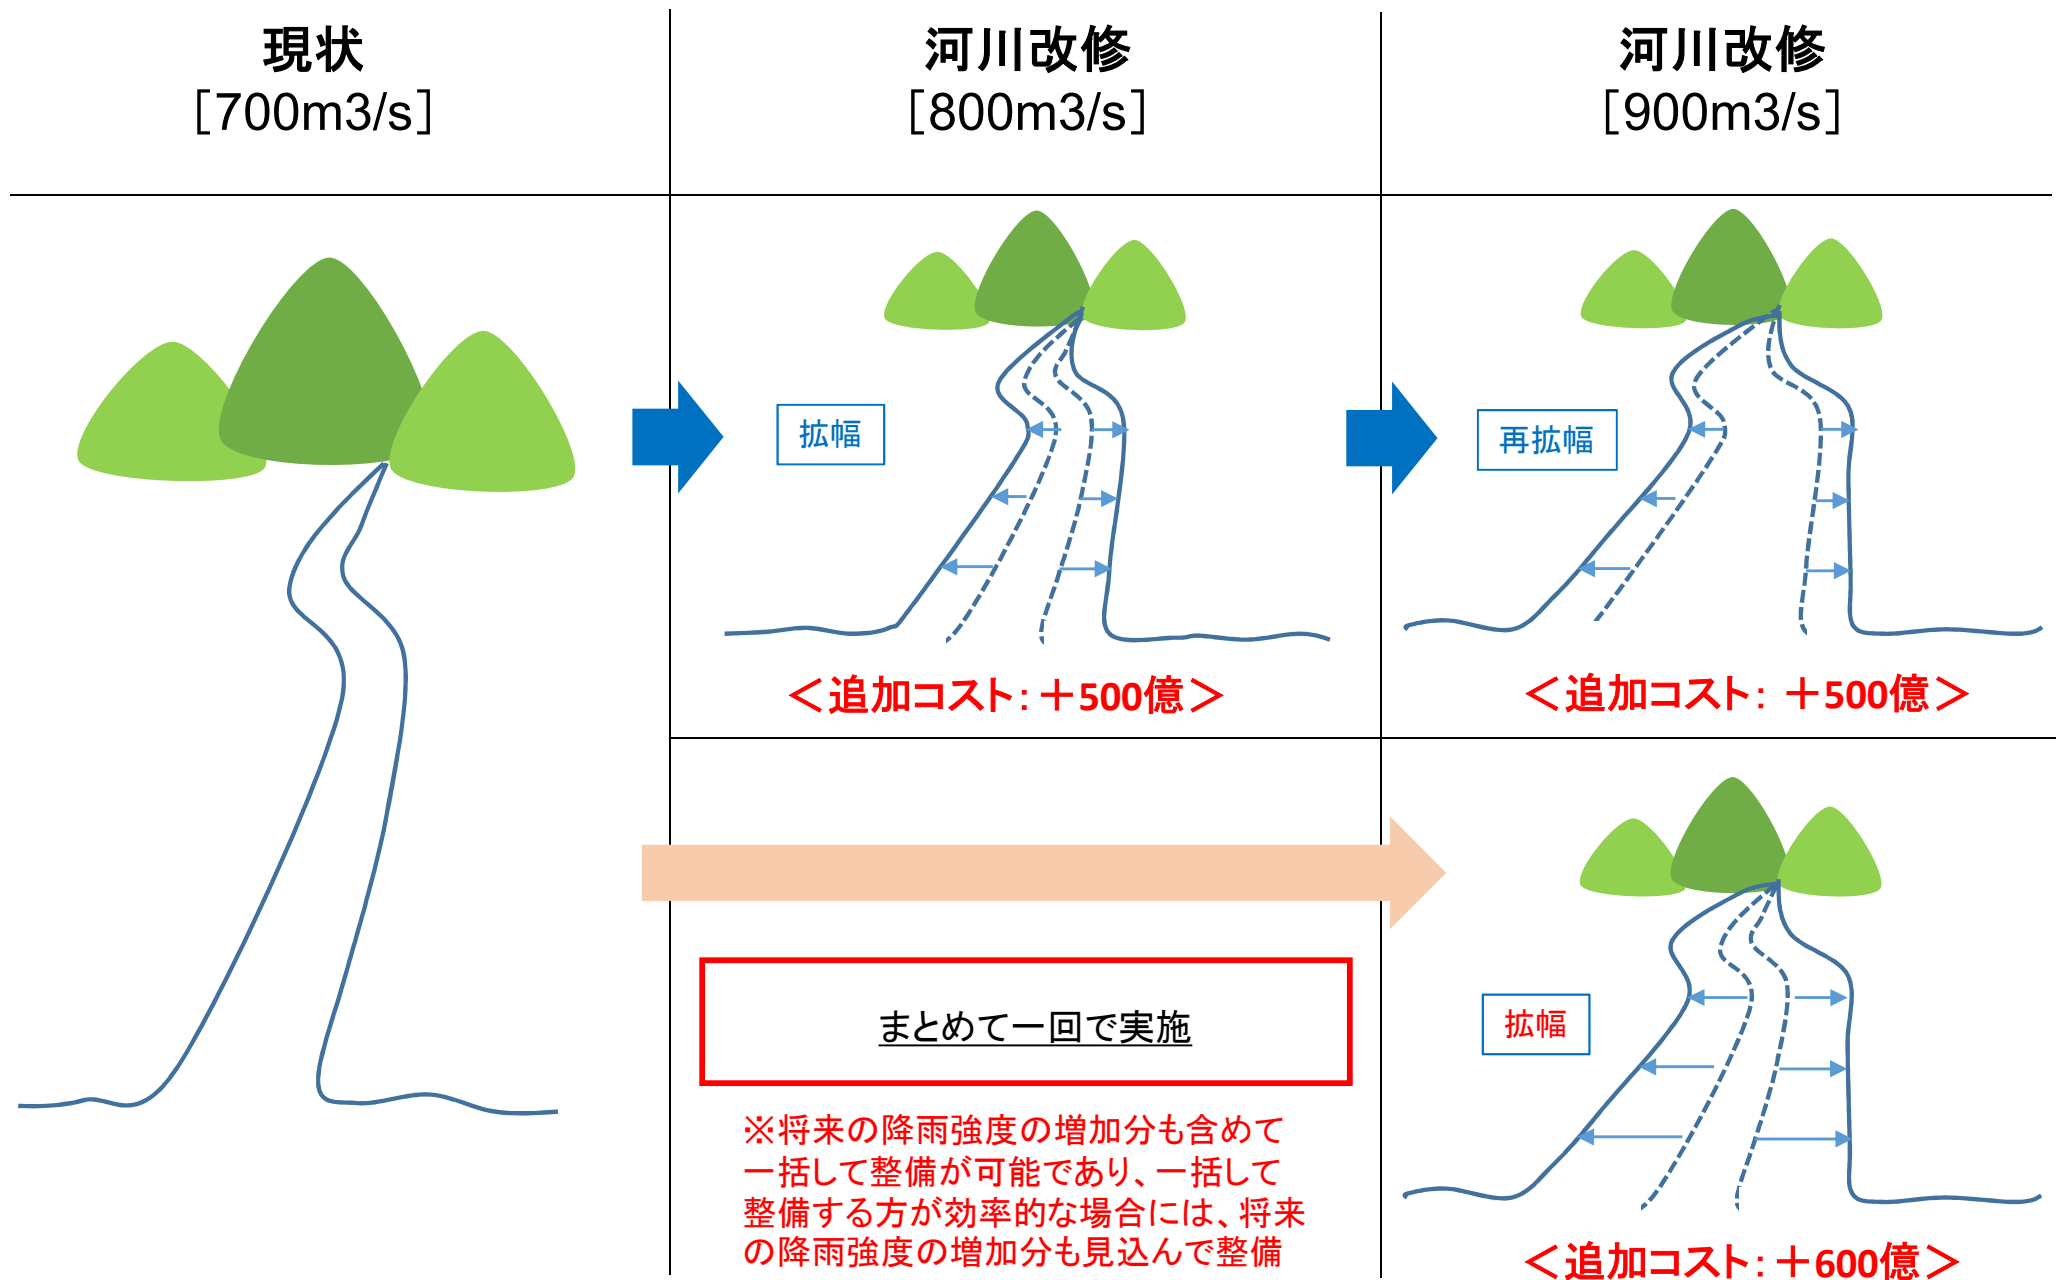 現状
［700m3/s］
河川改修
［800m3/s］
河川改修
［900m3/s］
拡幅
再拡幅
＜追加コスト：＋500億＞
＜追加コスト： ＋500億＞
まとめて一回で実施
※将来の降雨強度の増加分も含めて
一括して整備が可能であり、一括して
整備する方が効率的な場合には、将来
の降雨強度の増加分も見込んで整備
拡幅
＜追加コスト：＋600億＞